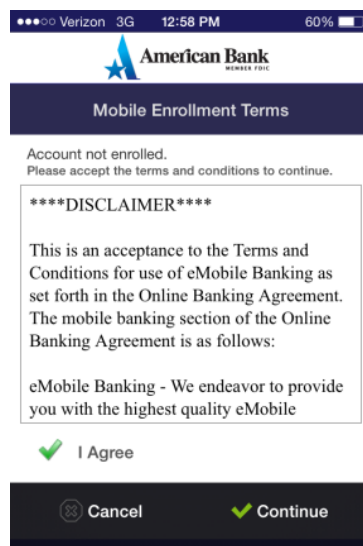 Verizon 3G 12:58 PM 60%
American Bank
MEMBER FDIC
Mobile Enrollment Terms
Account not enrolled.
Please accept the terms and conditions to continue.
****DISCLAIMER****
This is an acceptance to the Terms and
Conditions for use of eMobile Banking as
set forth in the Online Banking Agreement.
The mobile banking section of the Online
Banking Agreement is as follows:
eMobile Banking - We endeavor to provide
you with the highest quality eMobile
I Agree
Cancel Continue